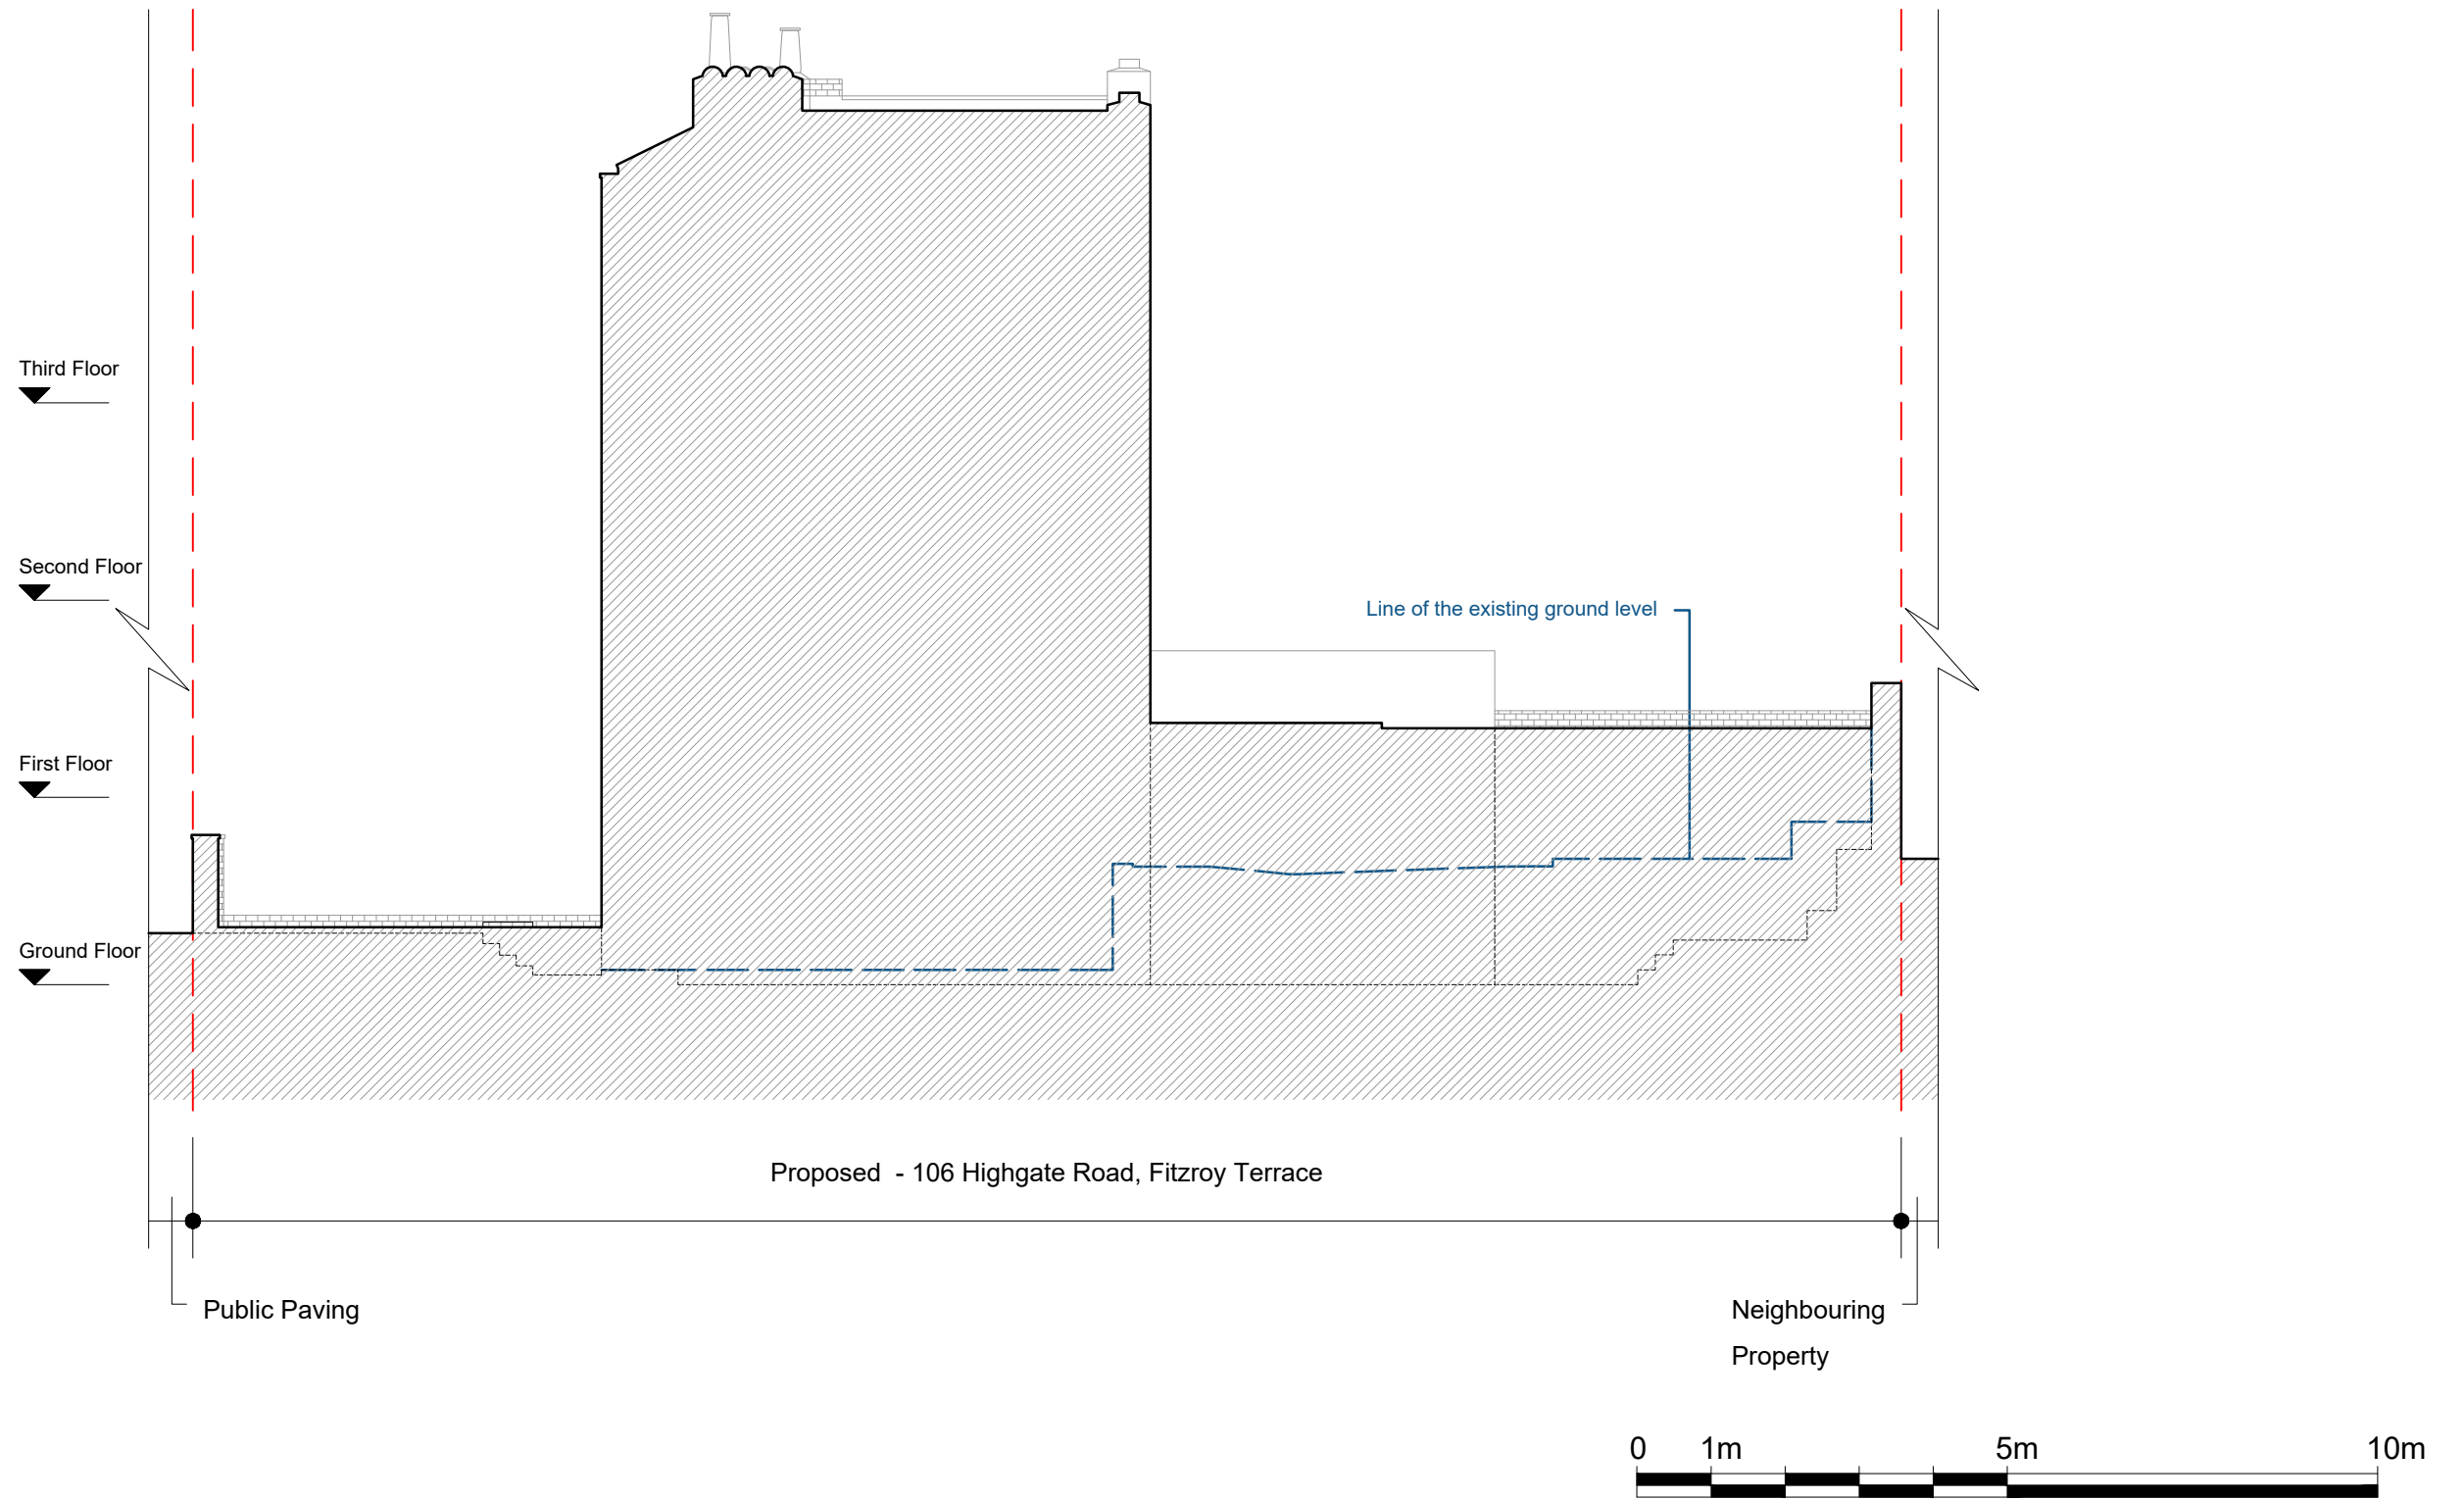 Third Floor
Second Floor
Line of the existing ground level
First Floor
Ground Floor
Proposed - 106 Highgate Road, Fitzroy Terrace
Public Paving
Neighbouring
Property
0 1m 5m 10m